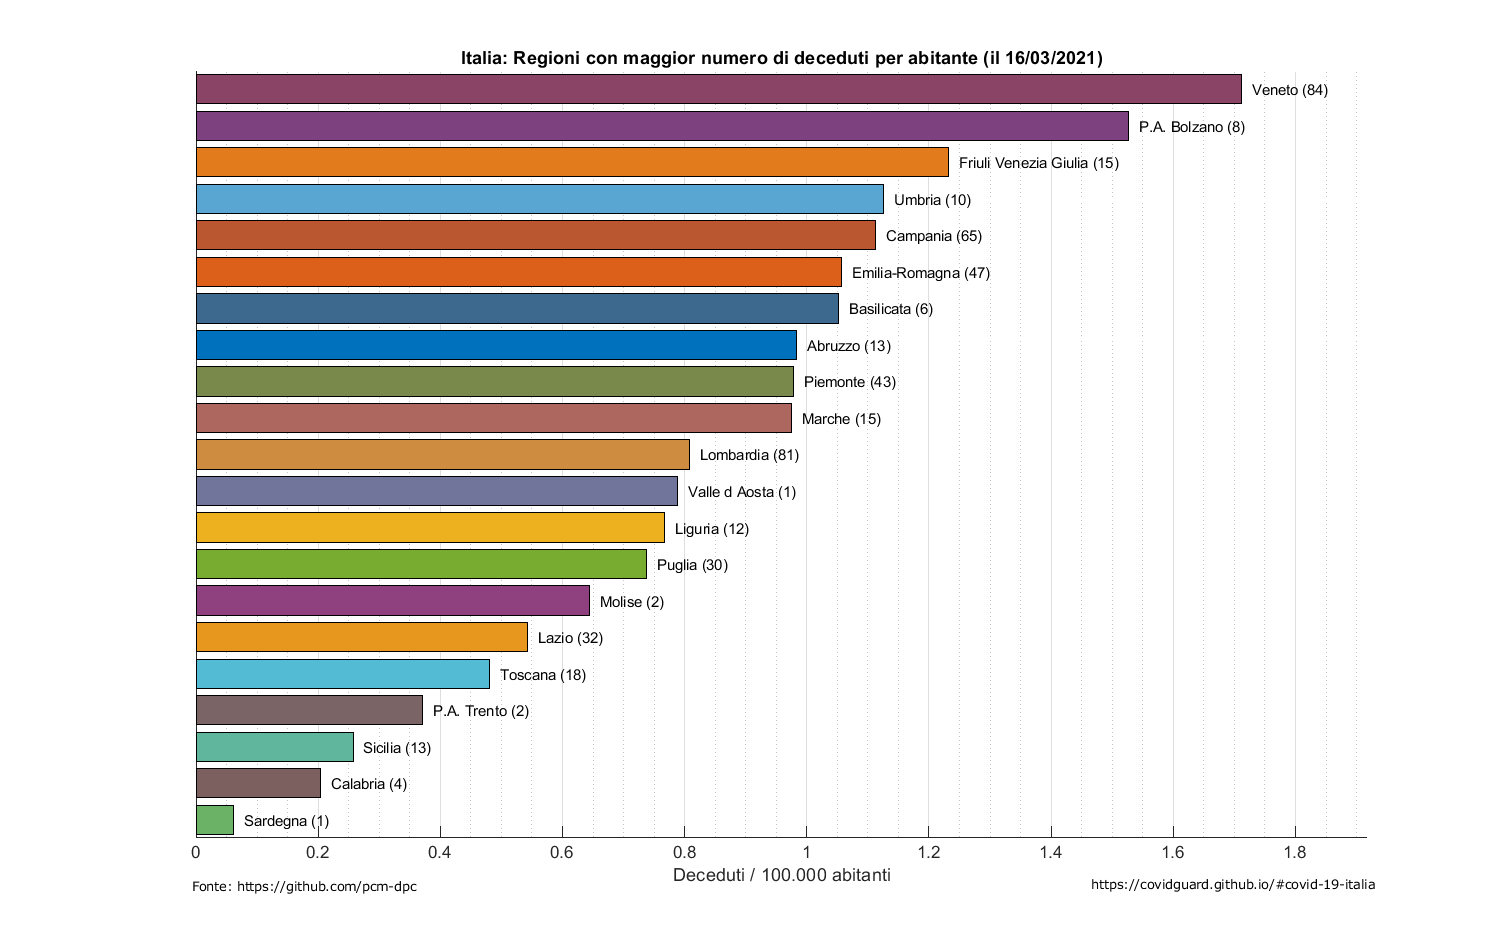 Italia: Regioni con maggior numero di deceduti per abitante (il 16/03/2021)
Veneto (84)
P.A. Bolzano (8)
Friuli Venezia Giulia (15)
Umbria (10)
Campania (65)
Emilia-Romagna (47)
Basilicata (6)
Abruzzo (13)
Piemonte (43)
Marche (15)
Lombardia (81)
Valle d Aosta (1)
Liguria (12)
Puglia (30)
Molise (2)
Lazio (32)
Toscana (18)
P.A. Trento (2)
Sicilia (13)
Calabria (4)
Sardegna (1)
0 0.2 0.4 0.6 0.8 1 1.2 1.4 1.6 1.8
Deceduti / 100.000 abitanti
Fonte: https://github.com/pcm-dpc
https://covidguard.github.io/#covid-19-italia